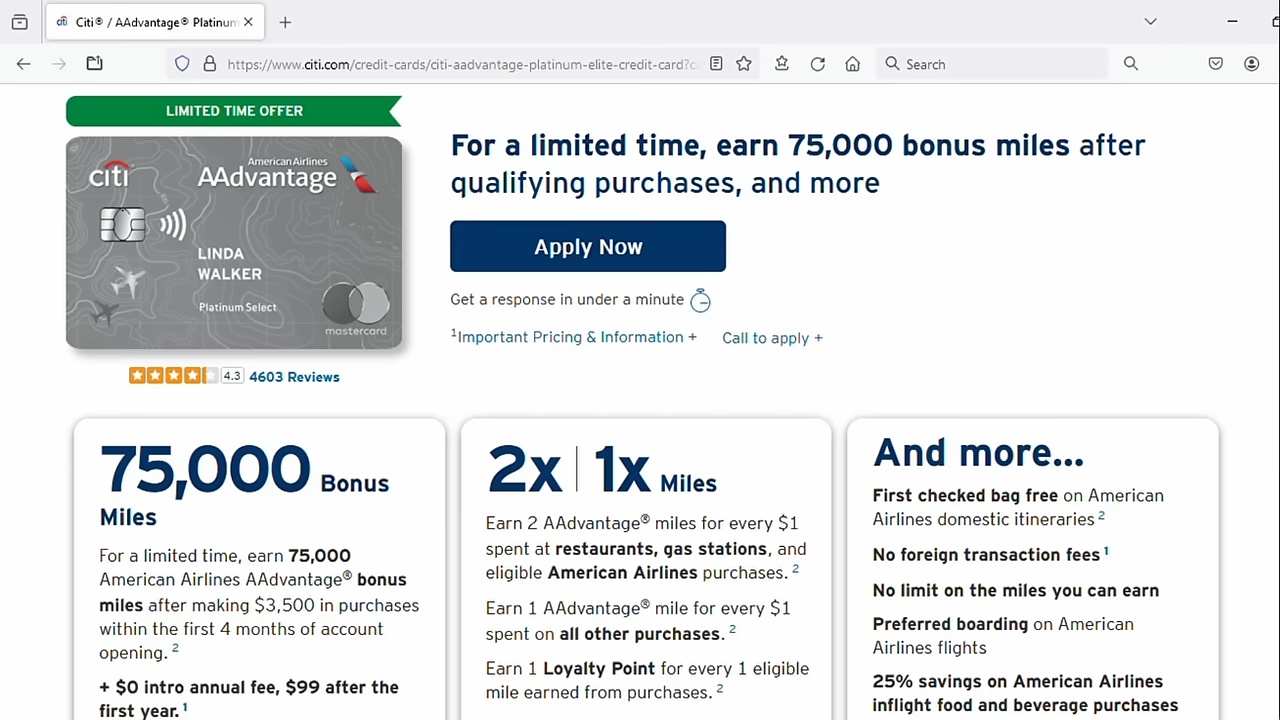 Citi® / AAdvantage® Platinum
https://www.citi.com/credit-cards/citi-aadvantage-platinum-elite-credit-card?c
Search
LIMITED TIME OFFER
citi
American Airlines
AAdvantage
LINDA
WALKER
Platinum Select
mastercard
4.3 4603 Reviews
For a limited time, earn 75,000 bonus miles after
qualifying purchases, and more
Apply Now
Get a response in under a minute
¹Important Pricing & Information + Call to apply +
75,000 Bonus
Miles
For a limited time, earn 75,000
American Airlines AAdvantage® bonus
miles after making $3,500 in purchases
within the first 4 months of account
opening. ²
+ $0 intro annual fee, $99 after the
first year. ¹
2x | 1x Miles
Earn 2 AAdvantage® miles for every $1
spent at restaurants, gas stations, and
eligible American Airlines purchases. ²
Earn 1 AAdvantage® mile for every $1
spent on all other purchases. ²
Earn 1 Loyalty Point for every 1 eligible
mile earned from purchases. ²
And more...
First checked bag free on American
Airlines domestic itineraries ²
No foreign transaction fees ¹
No limit on the miles you can earn
Preferred boarding on American
Airlines flights
25% savings on American Airlines
inflight food and beverage purchases